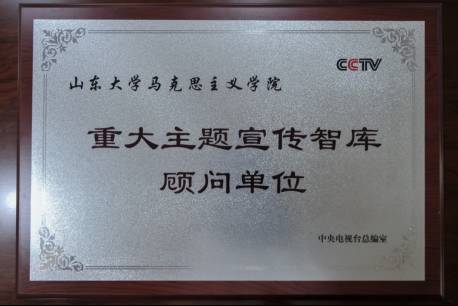 CCTV
山东大学马克思主义学院
重大主题宣传智库
顾问单位
中央电视台总编室